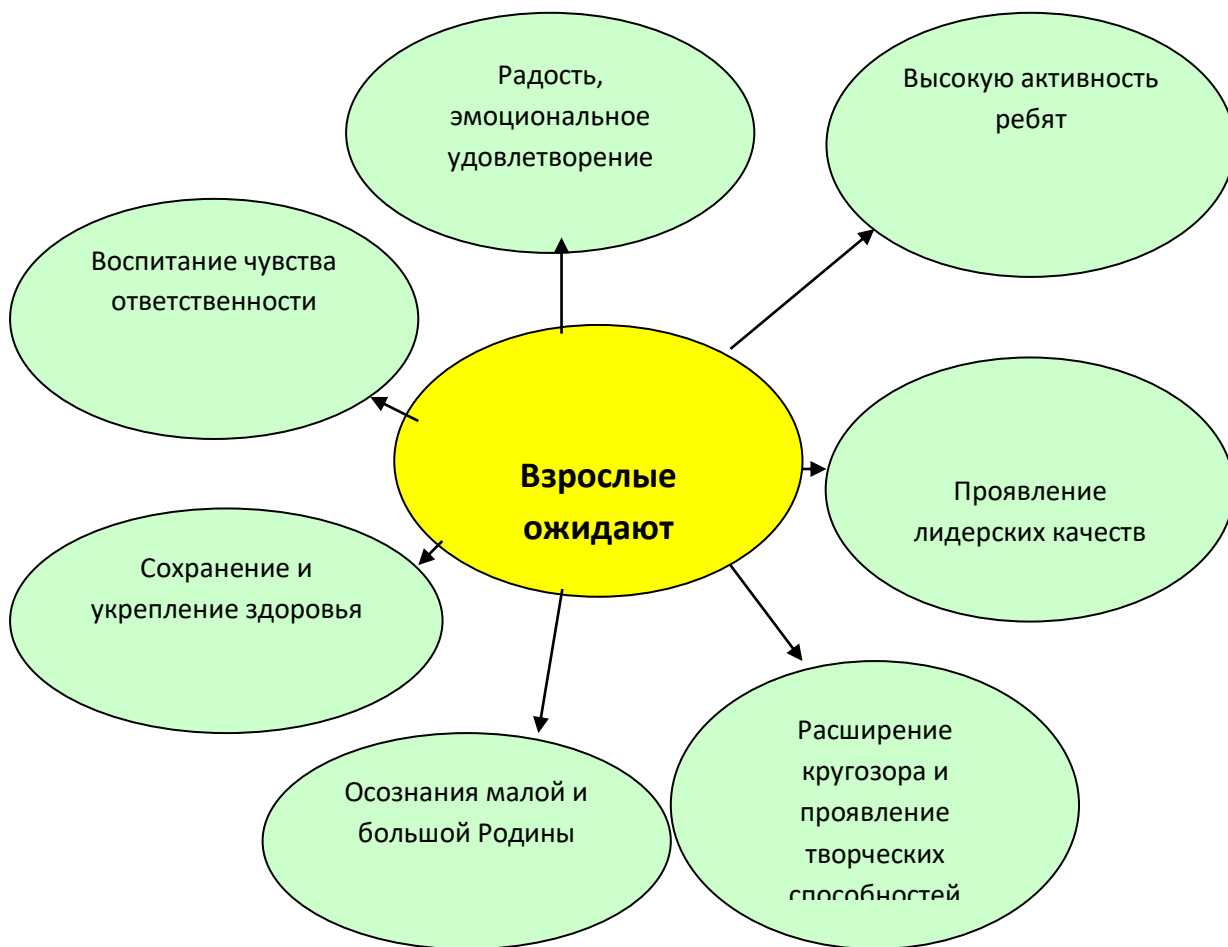 Радость,
эмоциональное
удовлетворение
Высокую активность
ребят
Воспитание чувства
ответственности
Взрослые
ожидают
Проявление
лидерских качеств
Сохранение и
укрепление здоровья
Осознания малой и
большой Родины
Расширение
кругозора и
проявление
творческих
способностей